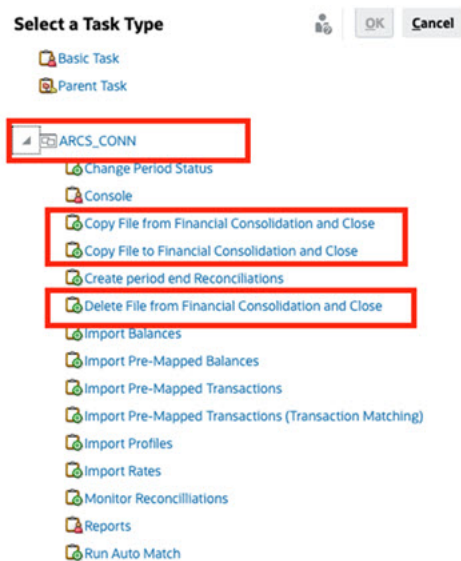 Select a Task Type
OK
Cancel
Basic Task
Parent Task
ARCS_CONN
Change Period Status
Console
Copy File from Financial Consolidation and Close
Copy File to Financial Consolidation and Close
Create period end Reconciliations
Delete File from Financial Consolidation and Close
Import Balances
Import Pre-Mapped Balances
Import Pre-Mapped Transactions
Import Pre-Mapped Transactions (Transaction Matching)
Import Profiles
Import Rates
Monitor Reconcilliations
Reports
Run Auto Match